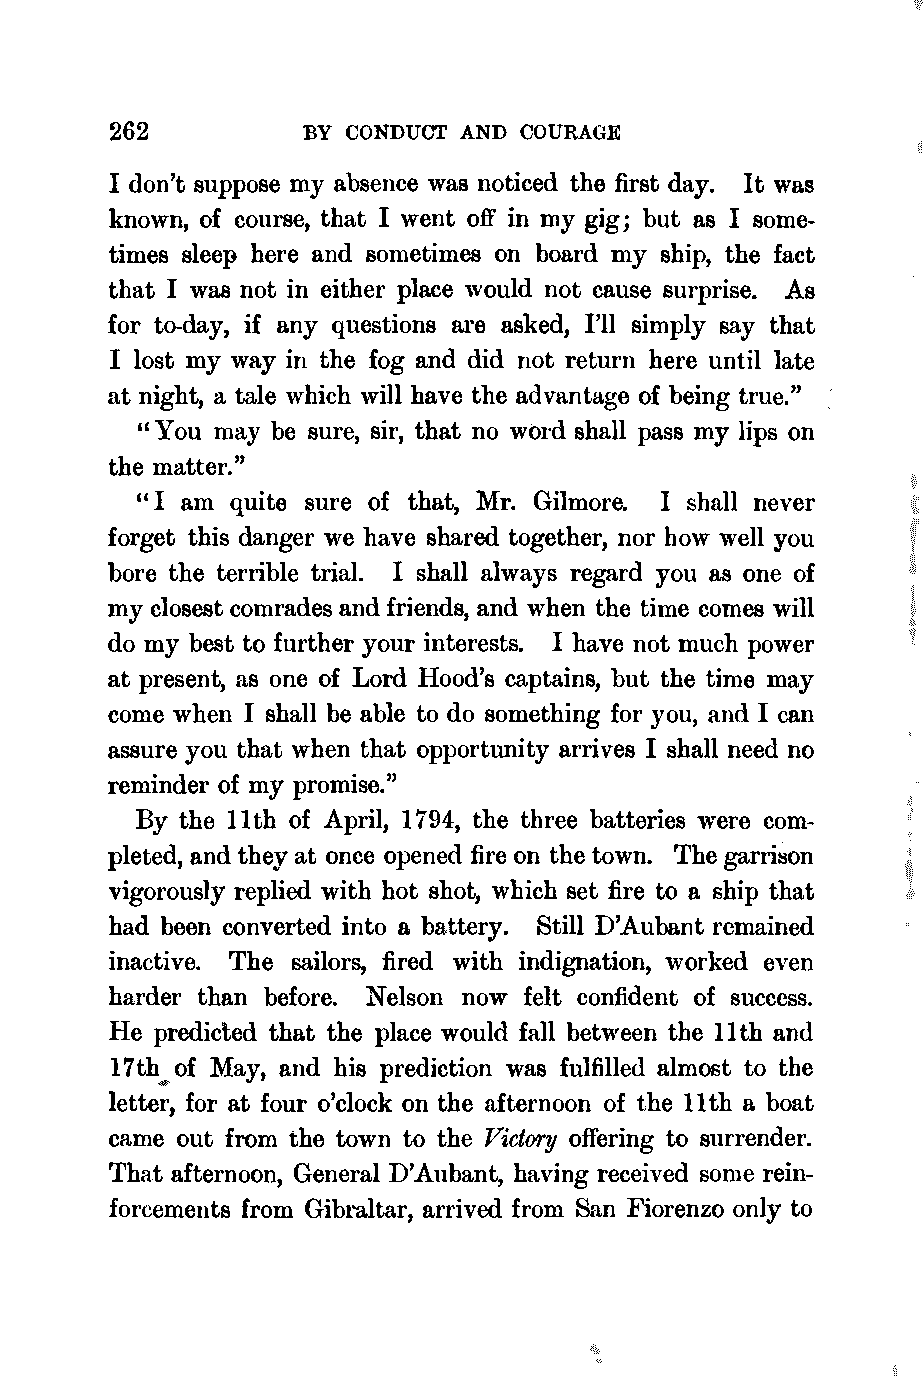 262 BY CONDUCT AND COURAGE
I don't suppose my absence was noticed the first day. It was
known, of course, that I went off in my gig; but as I some-
times sleep here and sometimes on board my ship, the fact
that I was not in either place would not cause surprise. As
for to-day, if any questions are asked, I'll simply say that
I lost my way in the fog and did not return here until late
at night, a tale which will have the advantage of being true."
"You may be sure, sir, that no word shall pass my lips on
the matter."
"I am quite sure of that, Mr. Gilmore. I shall never
forget this danger we have shared together, nor how well you
bore the terrible trial. I shall always regard you as one of
my closest comrades and friends, and when the time comes will
do my best to further your interests. I have not much power
at present, as one of Lord Hood's captains, but the time may
come when I shall be able to do something for you, and I can
assure you that when that opportunity arrives I shall need no
reminder of my promise."
By the 11th of April, 1794, the three batteries were com-
pleted, and they at once opened fire on the town. The garrison
vigorously replied with hot shot, which set fire to a ship that
had been converted into a battery. Still D'Aubant remained
inactive. The sailors, fired with indignation, worked even
harder than before. Nelson now felt confident of success.
He predicted that the place would fall between the 11th and
17th of May, and his prediction was fulfilled almost to the
letter, for at four o'clock on the afternoon of the 11th a boat
came out from the town to the Victory offering to surrender.
That afternoon, General D'Aubant, having received some rein-
forcements from Gibraltar, arrived from San Fiorenzo only to